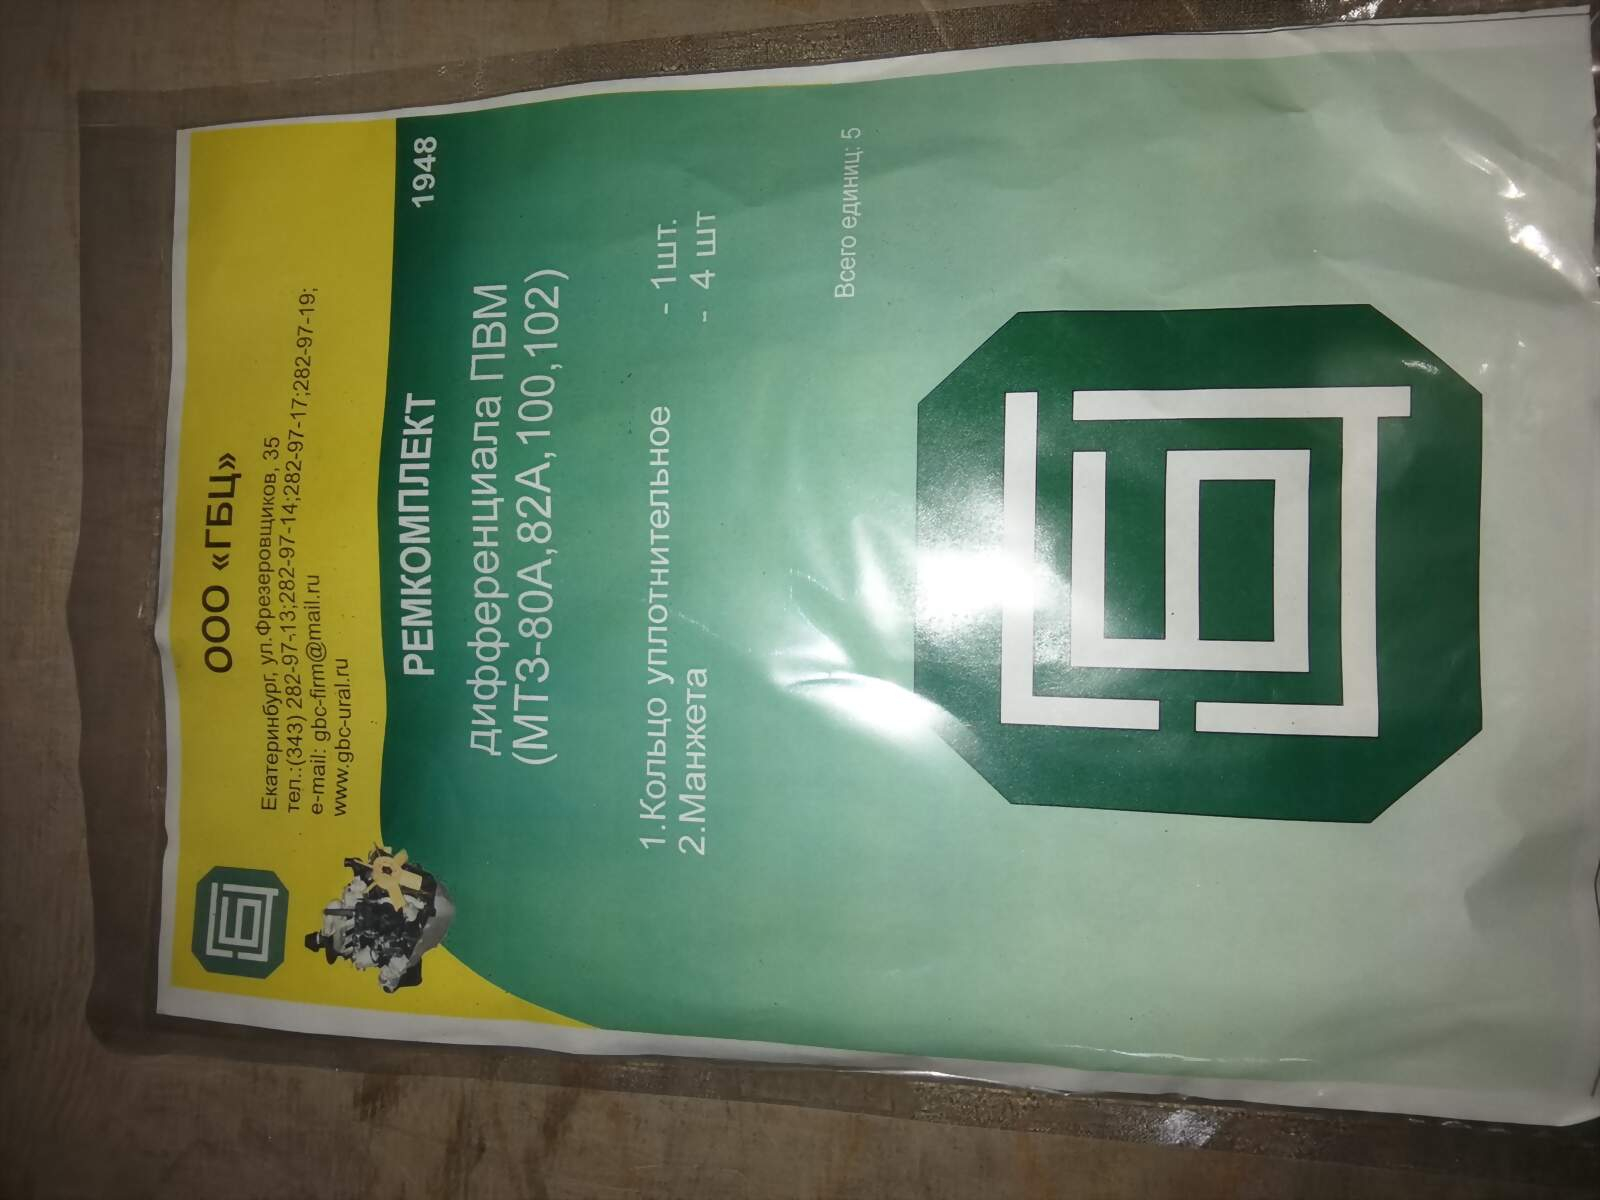 ООО «ГБЦ»
Екатеринбург, ул.Фрезеровщиков, 35
тел.:(343) 282-97-13;282-97-14;282-97-17;282-97-19;
e-mail: gbc-firm@mail.ru
www.gbc-ural.ru
РЕМКОМПЛЕКТ 1948
дифференциала ПВМ
(МТЗ-80А,82А,100,102)
1.Кольцо уплотнительное - 1шт.
2.Манжета - 4 шт
Всего единиц: 5